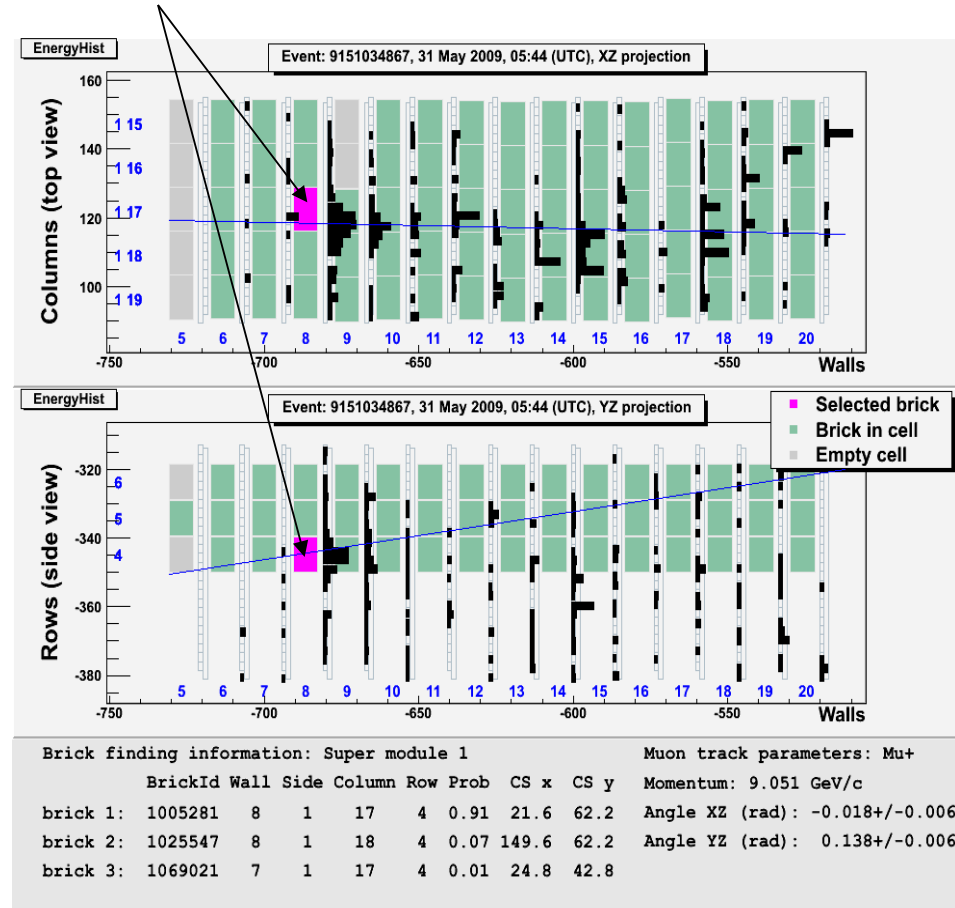 EnergyHist
Event: 9151034867, 31 May 2009, 05:44 (UTC), XZ projection
Columns (top view)
160
140
120
100
1 15
1 16
1 17
1 18
1 19
5 6 7 8 9 10 11 12 13 14 15 16 17 18 19 20
-750 -700 -650 -600 -550 Walls
EnergyHist
Event: 9151034867, 31 May 2009, 05:44 (UTC), YZ projection
Selected brick
Brick in cell
Empty cell
Rows (side view)
-320
-340
-360
-380
6
5
4
5 6 7 8 9 10 11 12 13 14 15 16 17 18 19 20
-750 -700 -650 -600 -550 Walls
Brick finding information: Super module 1 Muon track parameters: Mu+
BrickId Wall Side Column Row Prob CS x CS y Momentum: 9.051 GeV/c
brick 1: 1005281 8 1 17 4 0.91 21.6 62.2 Angle XZ (rad): -0.018+/-0.006
brick 2: 1025547 8 1 18 4 0.07 149.6 62.2 Angle YZ (rad): 0.138+/-0.006
brick 3: 1069021 7 1 17 4 0.01 24.8 42.8